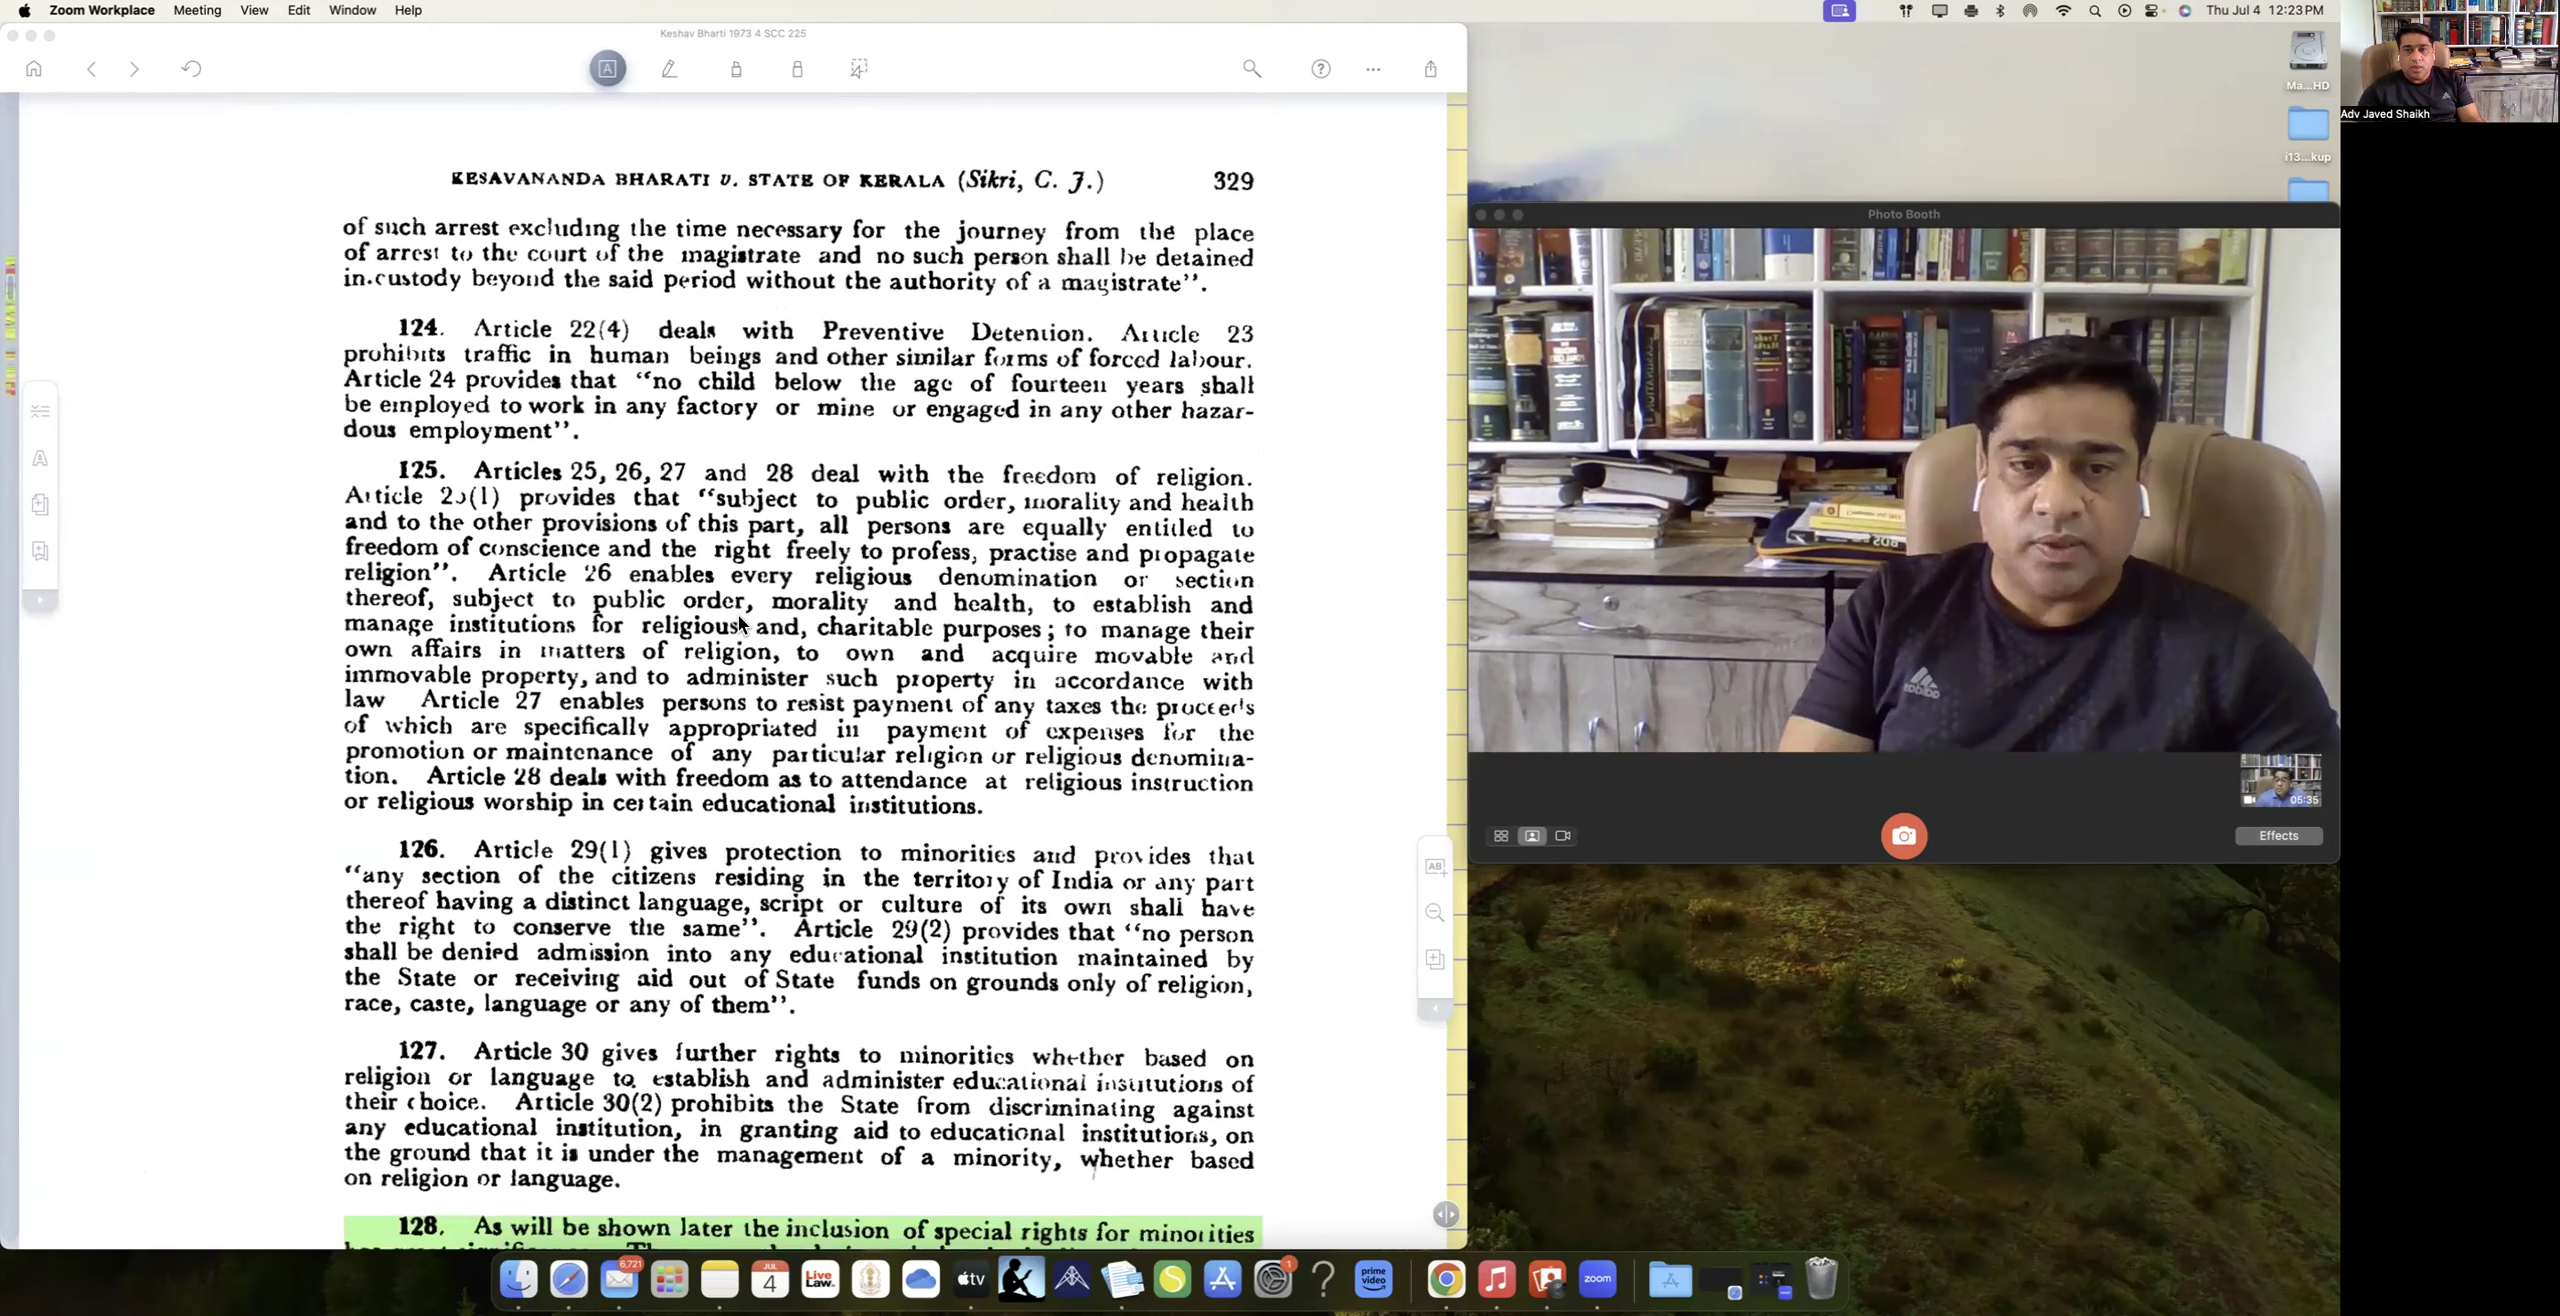 Zoom Workplace Meeting View Edit Window Help
Thu Jul 4 12:23 PM
Keshav Bharti 1973 4 SCC 225
KESAVANANDA BHARATI v. STATE OF KERALA (Sikri, C. J.) 329
of such arrest excluding the time necessary for the journey from the place
of arrest to the court of the magistrate and no such person shall be detained
in custody beyond the said period without the authority of a magistrate”.
124. Article 22(4) deals with Preventive Detention. Article 23
prohibits traffic in human beings and other similar forms of forced labour.
Article 24 provides that “no child below the age of fourteen years shall
be employed to work in any factory or mine or engaged in any other hazar-
dous employment”.
125. Articles 25, 26, 27 and 28 deal with the freedom of religion.
Article 25(1) provides that “subject to public order, morality and health
and to the other provisions of this part, all persons are equally entitled to
freedom of conscience and the right freely to profess, practise and propagate
religion”. Article 26 enables every religious denomination or section
thereof, subject to public order, morality and health, to establish and
manage institutions for religious and, charitable purposes; to manage their
own affairs in matters of religion, to own and acquire movable and
immovable property, and to administer such property in accordance with
law Article 27 enables persons to resist payment of any taxes the proceeds
of which are specifically appropriated in payment of expenses for the
promotion or maintenance of any particular religion or religious denomina-
tion. Article 28 deals with freedom as to attendance at religious instruction
or religious worship in certain educational institutions.
126. Article 29(1) gives protection to minorities and provides that
“any section of the citizens residing in the territory of India or any part
thereof having a distinct language, script or culture of its own shall have
the right to conserve the same”. Article 29(2) provides that “no person
shall be denied admission into any educational institution maintained by
the State or receiving aid out of State funds on grounds only of religion,
race, caste, language or any of them”.
127. Article 30 gives further rights to minorities whether based on
religion or language to establish and administer educational institutions of
their choice. Article 30(2) prohibits the State from discriminating against
any educational institution, in granting aid to educational institutions, on
the ground that it is under the management of a minority, whether based
on religion or language.
128. As will be shown later the inclusion of special rights for minorities
Ma...HD
i13...kup
Adv Javed Shaikh
Photo Booth
adidas
05:35
Effects
6,721
JUL
4
Live
Law.
tv
1
prime
video
zoom